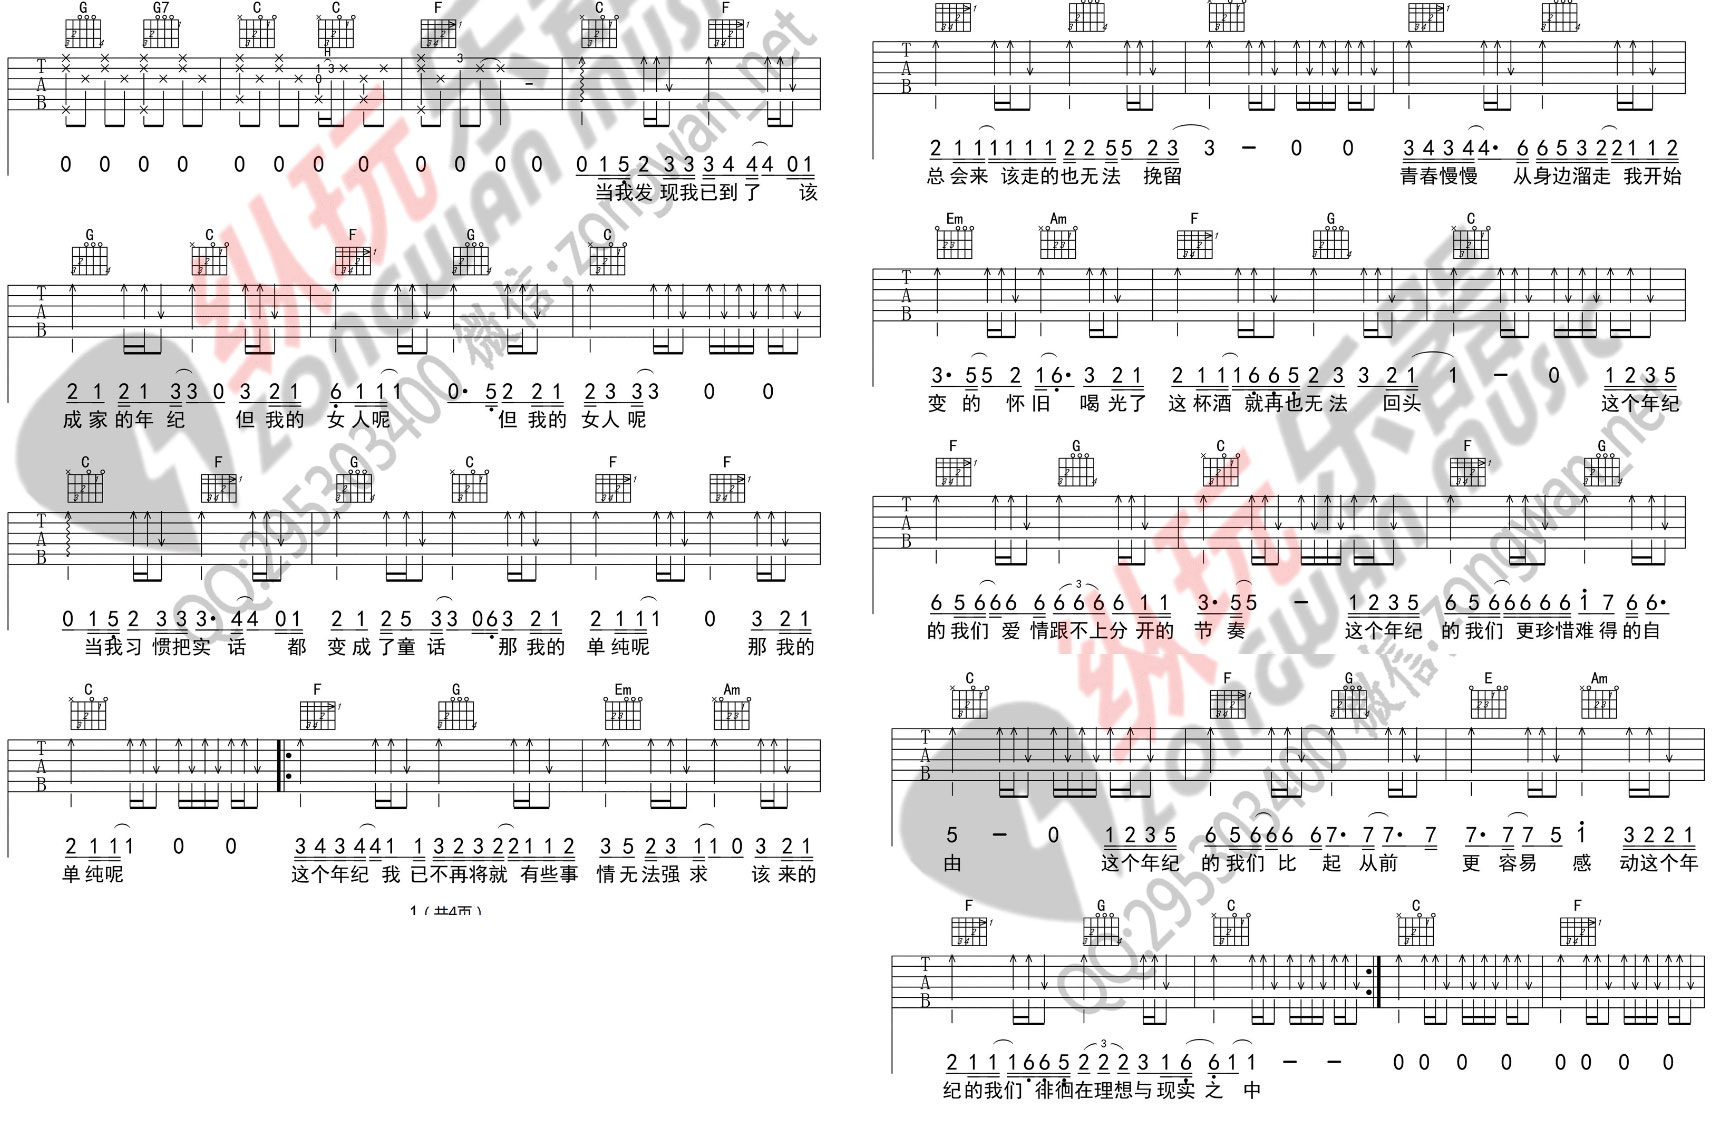 G G7 C C F C F
H
1 3
0
3
T A B
0 0 0 0 0 0 0 0 0 0 0 0 0 0 1 5 2 3 3 3 4 4 4 0 1
当我发 现我已到了 该
G C F G C
T A B
2 1 2 1 3 3 0 3 2 1 6 1 1 1 0· 5 2 2 1 2 3 3 3 0 0
成 家 的年 纪 但 我的 女 人呢 但 我的 女人 呢
C F G C F F
T A B
0 1 5 2 3 3 3· 4 4 0 1 2 1 2 5 3 3 0 6 3 2 1 2 1 1 1 0 3 2 1
当我习 惯把实 话 都 变 成 了童 话 那 我的 单 纯呢 那 我的
C F G Em Am
T A B
2 1 1 1 0 0 3 4 3 4 4 1 1 3 2 3 2 2 1 1 2 3 5 2 3 1 1 0 3 2 1
单 纯呢 这个年纪 我 已不再将就 有些事 情无法强 求 该 来的
1（共4页）
T A B
2 1 1 1 1 1 1 2 2 5 5 2 3 3 — 0 0 3 4 3 4 4· 6 6 5 3 2 2 1 1 2
总 会来 该走的也无法 挽留 青春慢慢 从身边溜走 我开始
Em Am F G C
T A B
3· 5 5 2 1 6· 3 2 1 2 1 1 1 6 6 5 2 3 3 2 1 1 — 0 1 2 3 5
变 的 怀 旧 喝 光了 这 杯酒 就再也无法 回头 这个年纪
F G C F G
T A B
6 5 6 6 6 6 6 6 6 6 1 1 3· 5 5 — 1 2 3 5 6 5 6 6 6 6 6 1 7 6 6·
的我们 爱 情跟不上分 开的 节 奏 这个年纪 的我们 更珍惜难 得的自
C F G E Am
T A B
5 — 0 1 2 3 5 6 5 6 6 6 6 7· 7 7· 7 7· 7 7 5 1 3 2 2 1
由 这个年纪 的我们 比 起 从前 更 容易 感 动这个年
F G C C F
T A B
2 1 1 1 6 6 5 2 2 2 3 1 6 6 1 1 — — 0 0 0 0 0 0 0 0 0
纪的我们 徘徊在理想与 现实 之 中
纵玩乐器
ZONGWAN MUSIC
QQ:295303400 微信:zongwan_net
纵玩乐器
ZONGWAN MUSIC
QQ:295303400 微信:zongwan_net